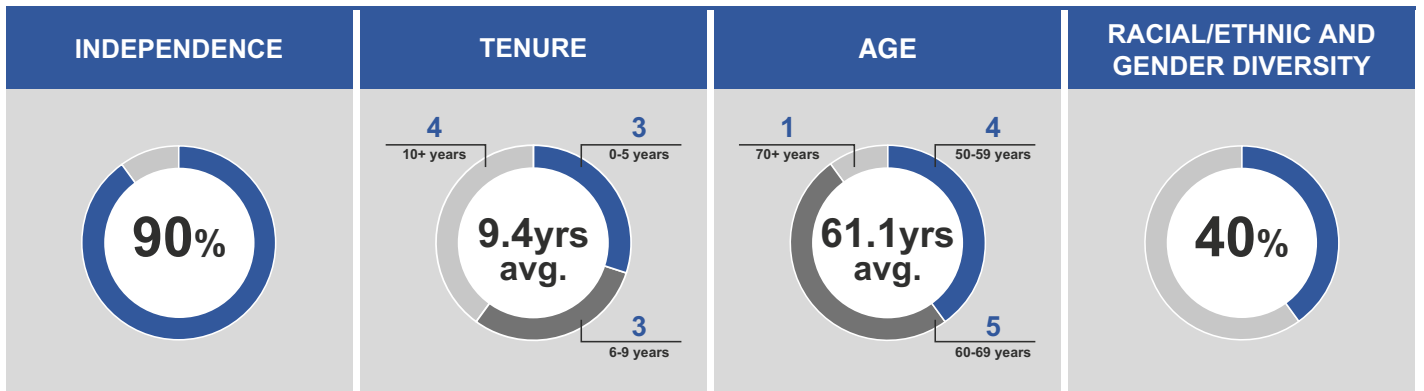 INDEPENDENCE
90%
TENURE
4
10+ years
3
0-5 years
9.4yrs
avg.
3
6-9 years
AGE
1
70+ years
4
50-59 years
61.1yrs
avg.
5
60-69 years
RACIAL/ETHNIC AND
GENDER DIVERSITY
40%